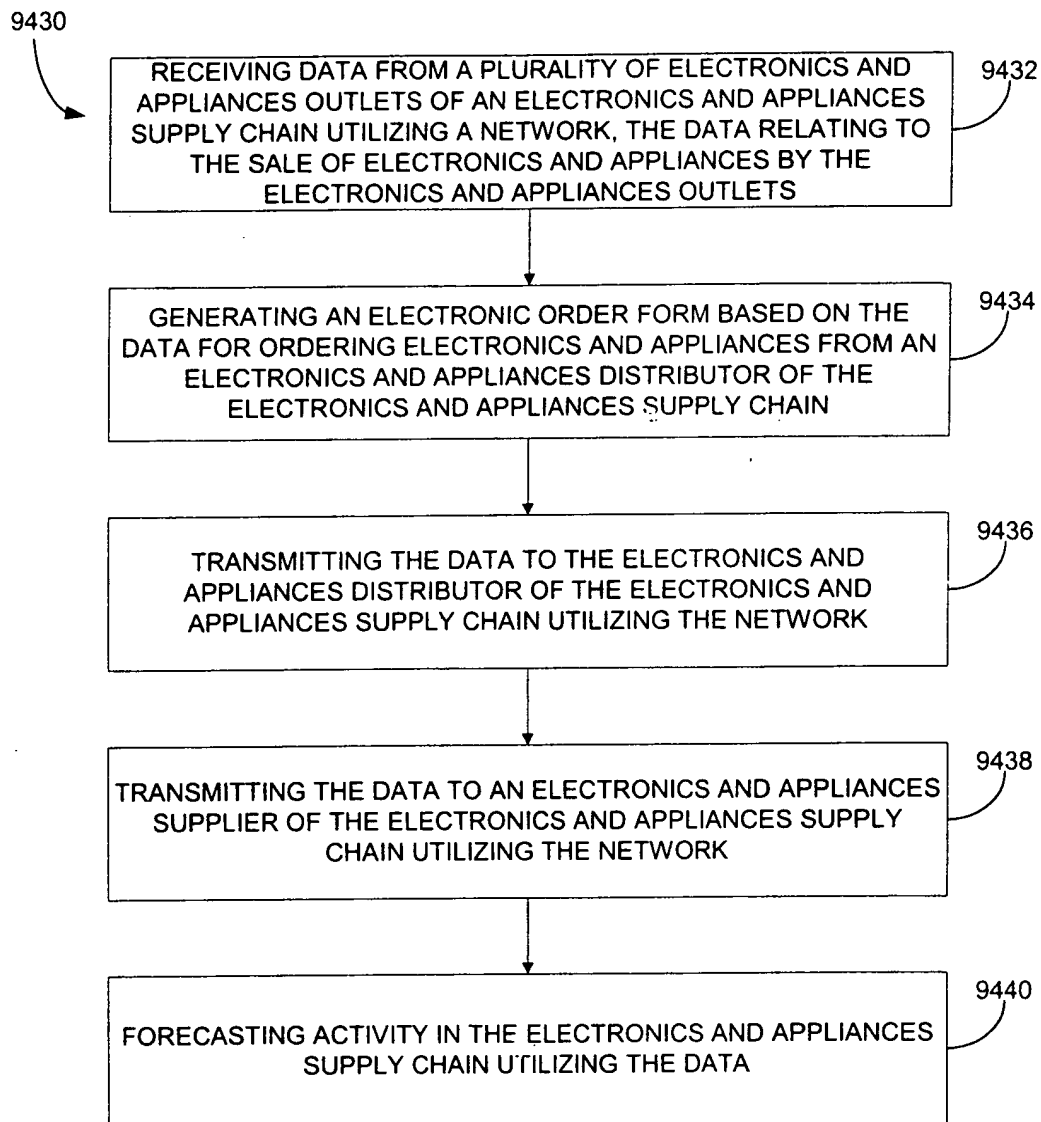 9430
RECEIVING DATA FROM A PLURALITY OF ELECTRONICS AND
APPLIANCES OUTLETS OF AN ELECTRONICS AND APPLIANCES
SUPPLY CHAIN UTILIZING A NETWORK, THE DATA RELATING TO
THE SALE OF ELECTRONICS AND APPLIANCES BY THE
ELECTRONICS AND APPLIANCES OUTLETS
9432
GENERATING AN ELECTRONIC ORDER FORM BASED ON THE
DATA FOR ORDERING ELECTRONICS AND APPLIANCES FROM AN
ELECTRONICS AND APPLIANCES DISTRIBUTOR OF THE
ELECTRONICS AND APPLIANCES SUPPLY CHAIN
9434
TRANSMITTING THE DATA TO THE ELECTRONICS AND
APPLIANCES DISTRIBUTOR OF THE ELECTRONICS AND
APPLIANCES SUPPLY CHAIN UTILIZING THE NETWORK
9436
TRANSMITTING THE DATA TO AN ELECTRONICS AND APPLIANCES
SUPPLIER OF THE ELECTRONICS AND APPLIANCES SUPPLY
CHAIN UTILIZING THE NETWORK
9438
FORECASTING ACTIVITY IN THE ELECTRONICS AND APPLIANCES
SUPPLY CHAIN UTILIZING THE DATA
9440